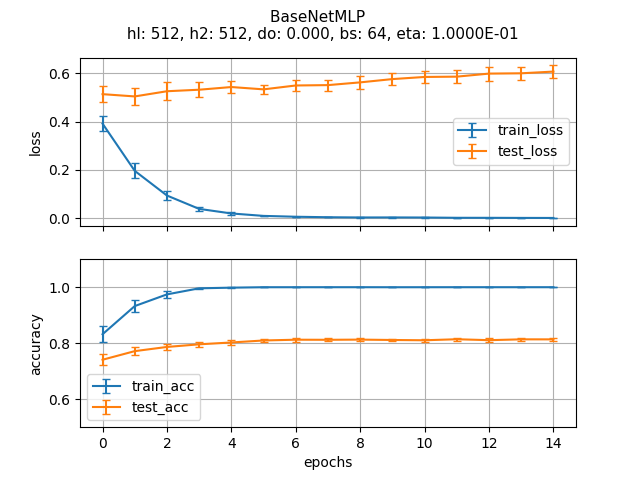 BaseNetMLP
hl: 512, h2: 512, do: 0.000, bs: 64, eta: 1.0000E-01
0.6
0.4
0.2
0.0
loss
train_loss
test_loss
1.0
0.8
0.6
accuracy
train_acc
test_acc
0 2 4 6 8 10 12 14
epochs